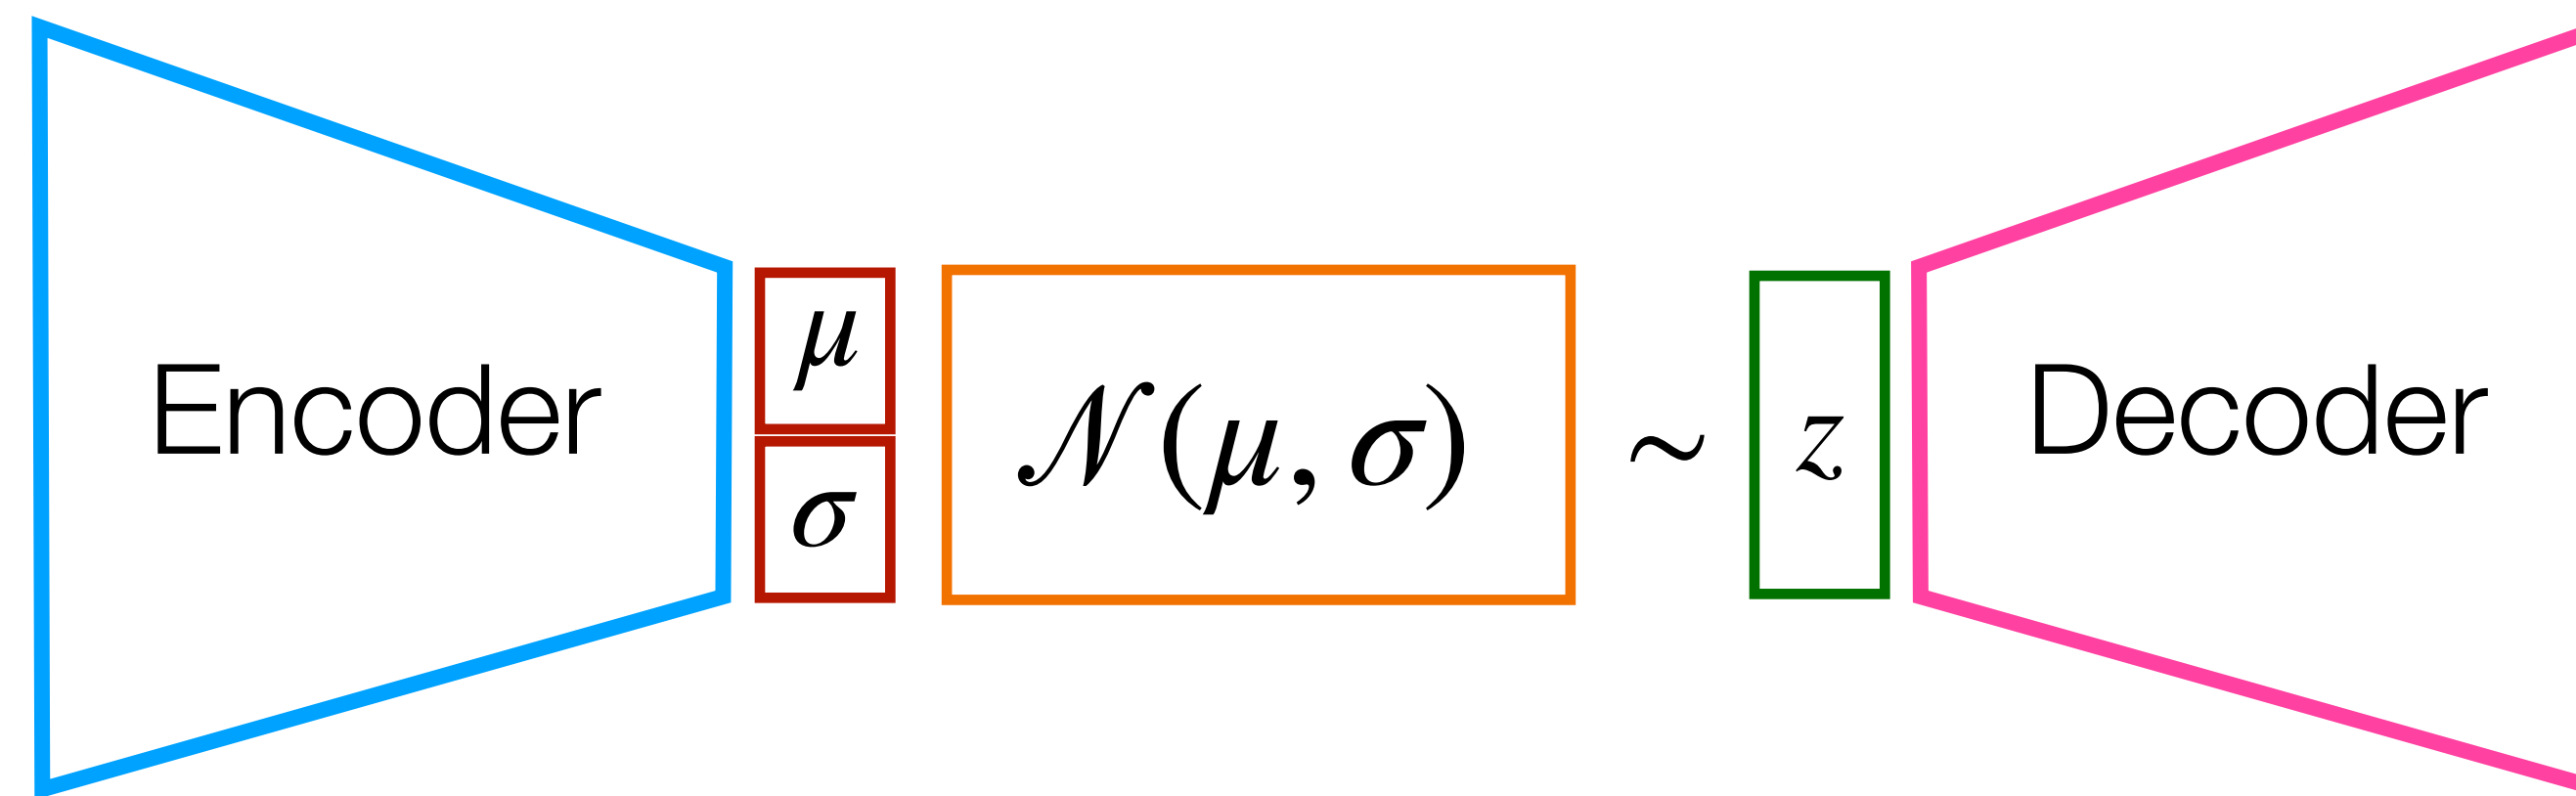 Encoder
μ
σ
𝒩(μ, σ)
~
z
Decoder